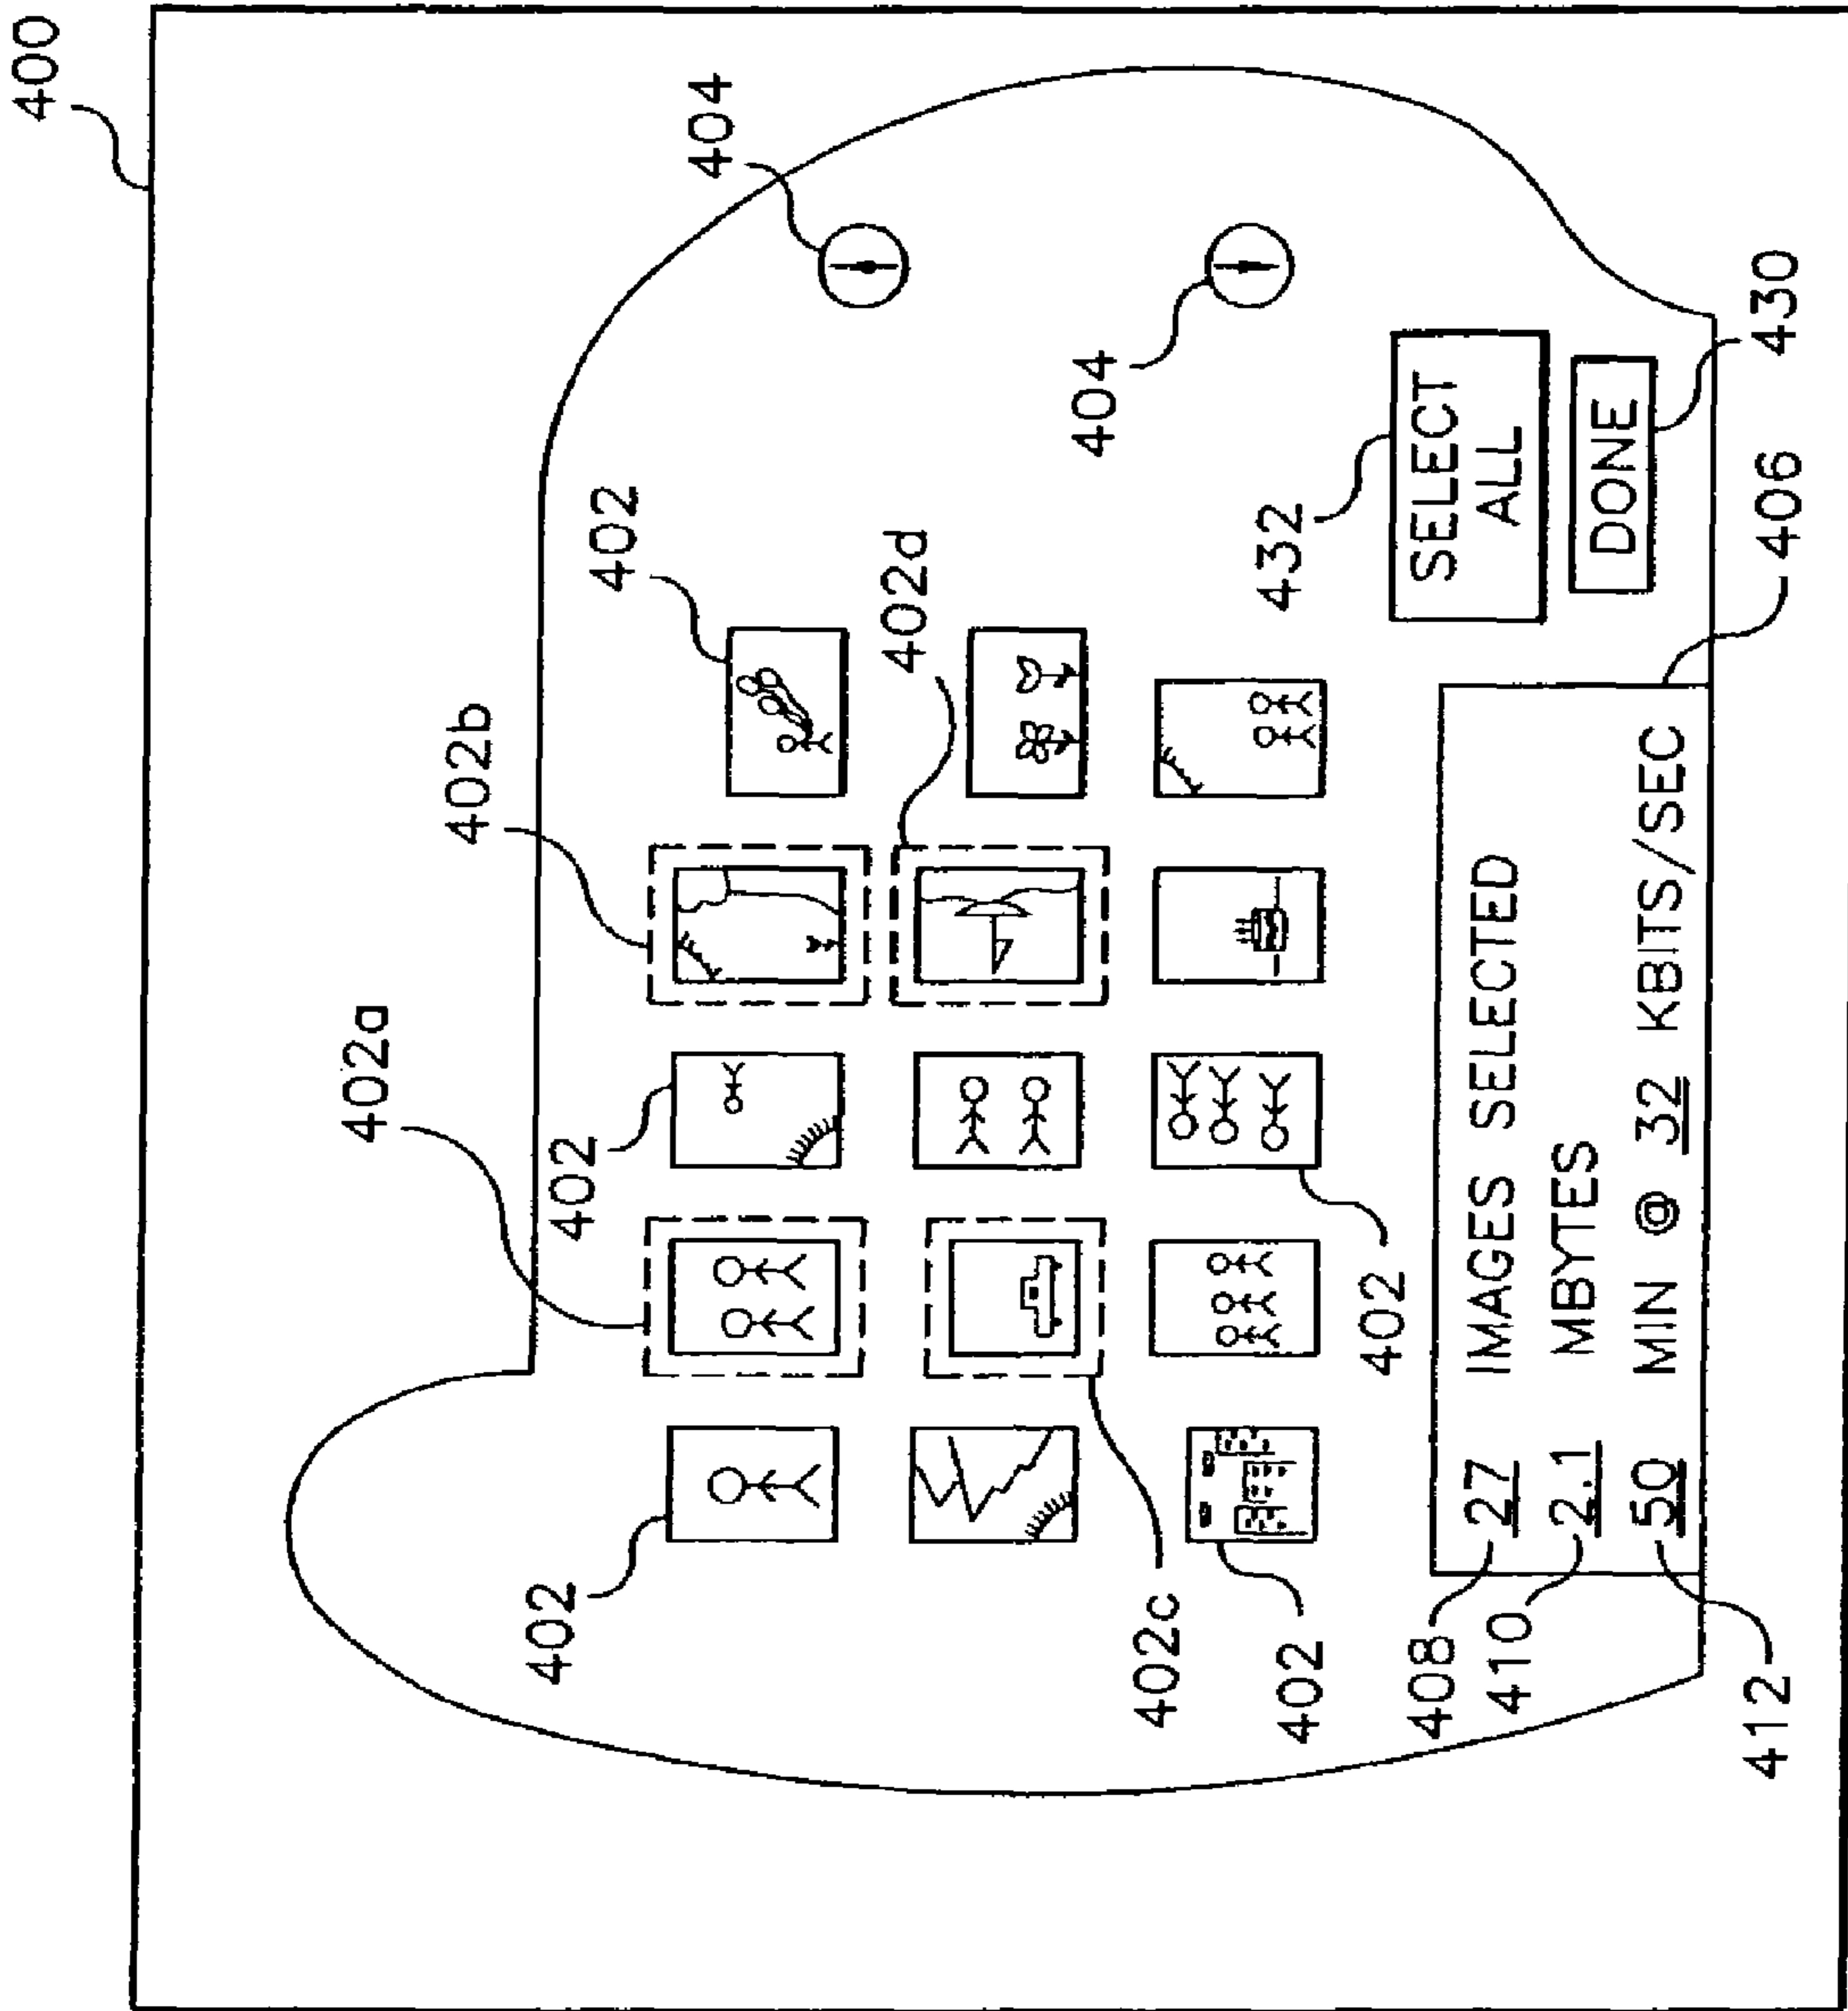 400
402a
402b
402
402
402
404
402d
404
402c
432
402
402
SELECT
ALL
408 27 IMAGES SELECTED
410 2.1 MBYTES
DONE
50 MIN @ 32 KBITS/SEC
412
406
430